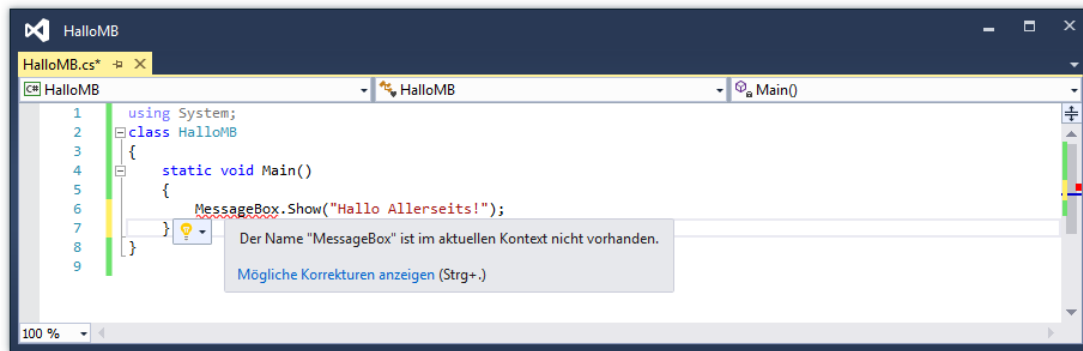 HalloMB
HalloMB.cs*
C# HalloMB HalloMB Main()
1 using System;
2 class HalloMB
3 {
4 static void Main()
5 {
6 MessageBox.Show("Hallo Allerseits!");
7 }
8 }
9
Der Name "MessageBox" ist im aktuellen Kontext nicht vorhanden.
Mögliche Korrekturen anzeigen (Strg+.)
100 %